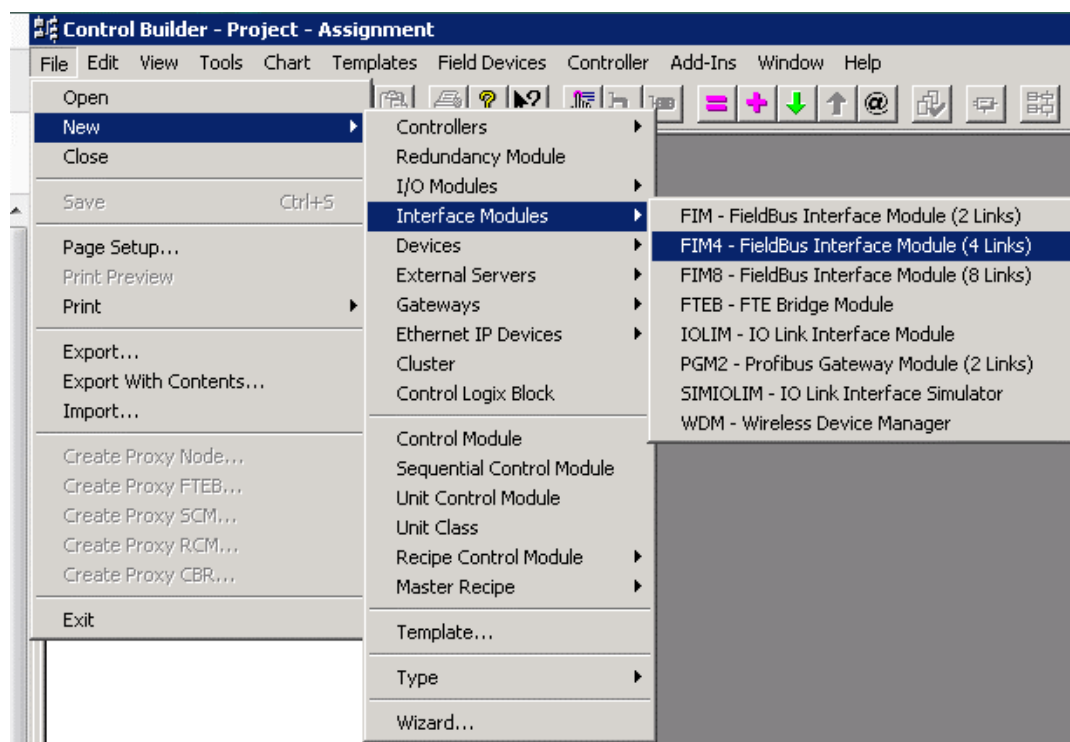 Control Builder - Project - Assignment
File Edit View Tools Chart Templates Field Devices Controller Add-Ins Window Help
Open
New
Close
Save Ctrl+S
Page Setup...
Print Preview
Print
Export...
Export With Contents...
Import...
Create Proxy Node...
Create Proxy FTEB...
Create Proxy SCM...
Create Proxy RCM...
Create Proxy CBR...
Exit
Controllers
Redundancy Module
I/O Modules
Interface Modules
Devices
External Servers
Gateways
Ethernet IP Devices
Cluster
Control Logix Block
Control Module
Sequential Control Module
Unit Control Module
Unit Class
Recipe Control Module
Master Recipe
Template...
Type
Wizard...
FIM - FieldBus Interface Module (2 Links)
FIM4 - FieldBus Interface Module (4 Links)
FIM8 - FieldBus Interface Module (8 Links)
FTEB - FTE Bridge Module
IOLIM - IO Link Interface Module
PGM2 - Profibus Gateway Module (2 Links)
SIMIOLIM - IO Link Interface Simulator
WDM - Wireless Device Manager